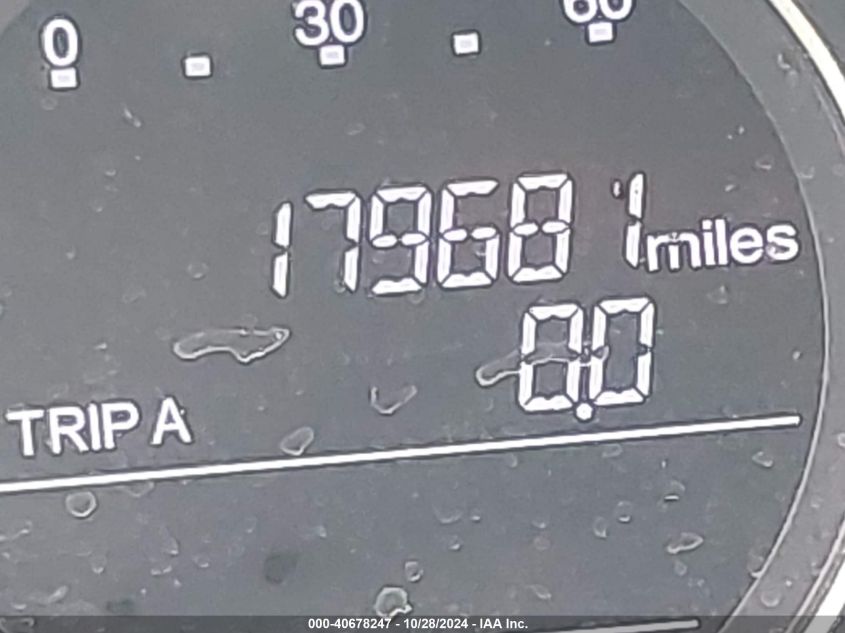 0 30 60
179681 miles
0.0
TRIP A
000-40678247 - 10/28/2024 - IAA Inc.